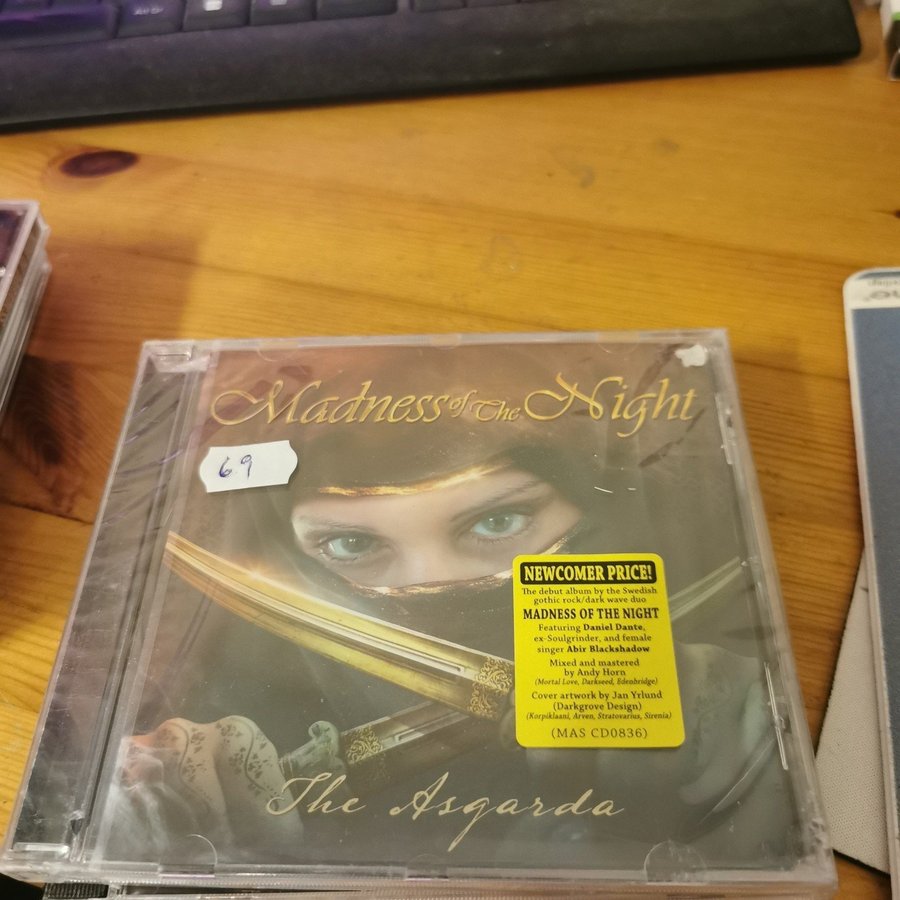 Madness of The Night
69
NEWCOMER PRICE!
The debut album by the Swedish
gothic rock/dark wave duo
MADNESS OF THE NIGHT
Featuring Daniel Dante,
ex-Soulgrinder, and female
singer Abir Blackshadow
Mixed and mastered
by Andy Horn
(Mortal Love, Darkseed, Edenbridge)
Cover artwork by Jan Yrlund
(Darkgrove Design)
(Korpiklaani, Arven, Stratovarius, Sirenia)
(MAS CD0836)
The Asgarda